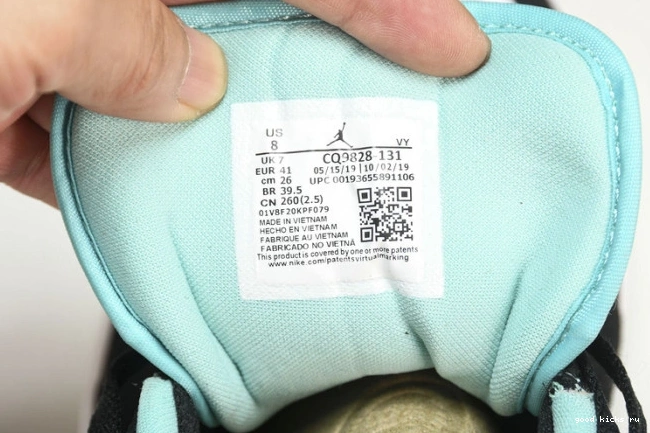 US
8 VY
UK 7 CQ9828-131
EUR 41 05/15/19 | 10/02/19
cm 26 UPC 00193655891106
BR 39.5
CN 260(2.5)
01V8F20KPF079
MADE IN VIETNAM
HECHO EN VIETNAM
FABRIQUE AU VIETNAM
FABRICADO NO VIETNÃ
This product is covered by one or more patents
www.nike.com/patentsvirtualmarking
good-kicks.ru